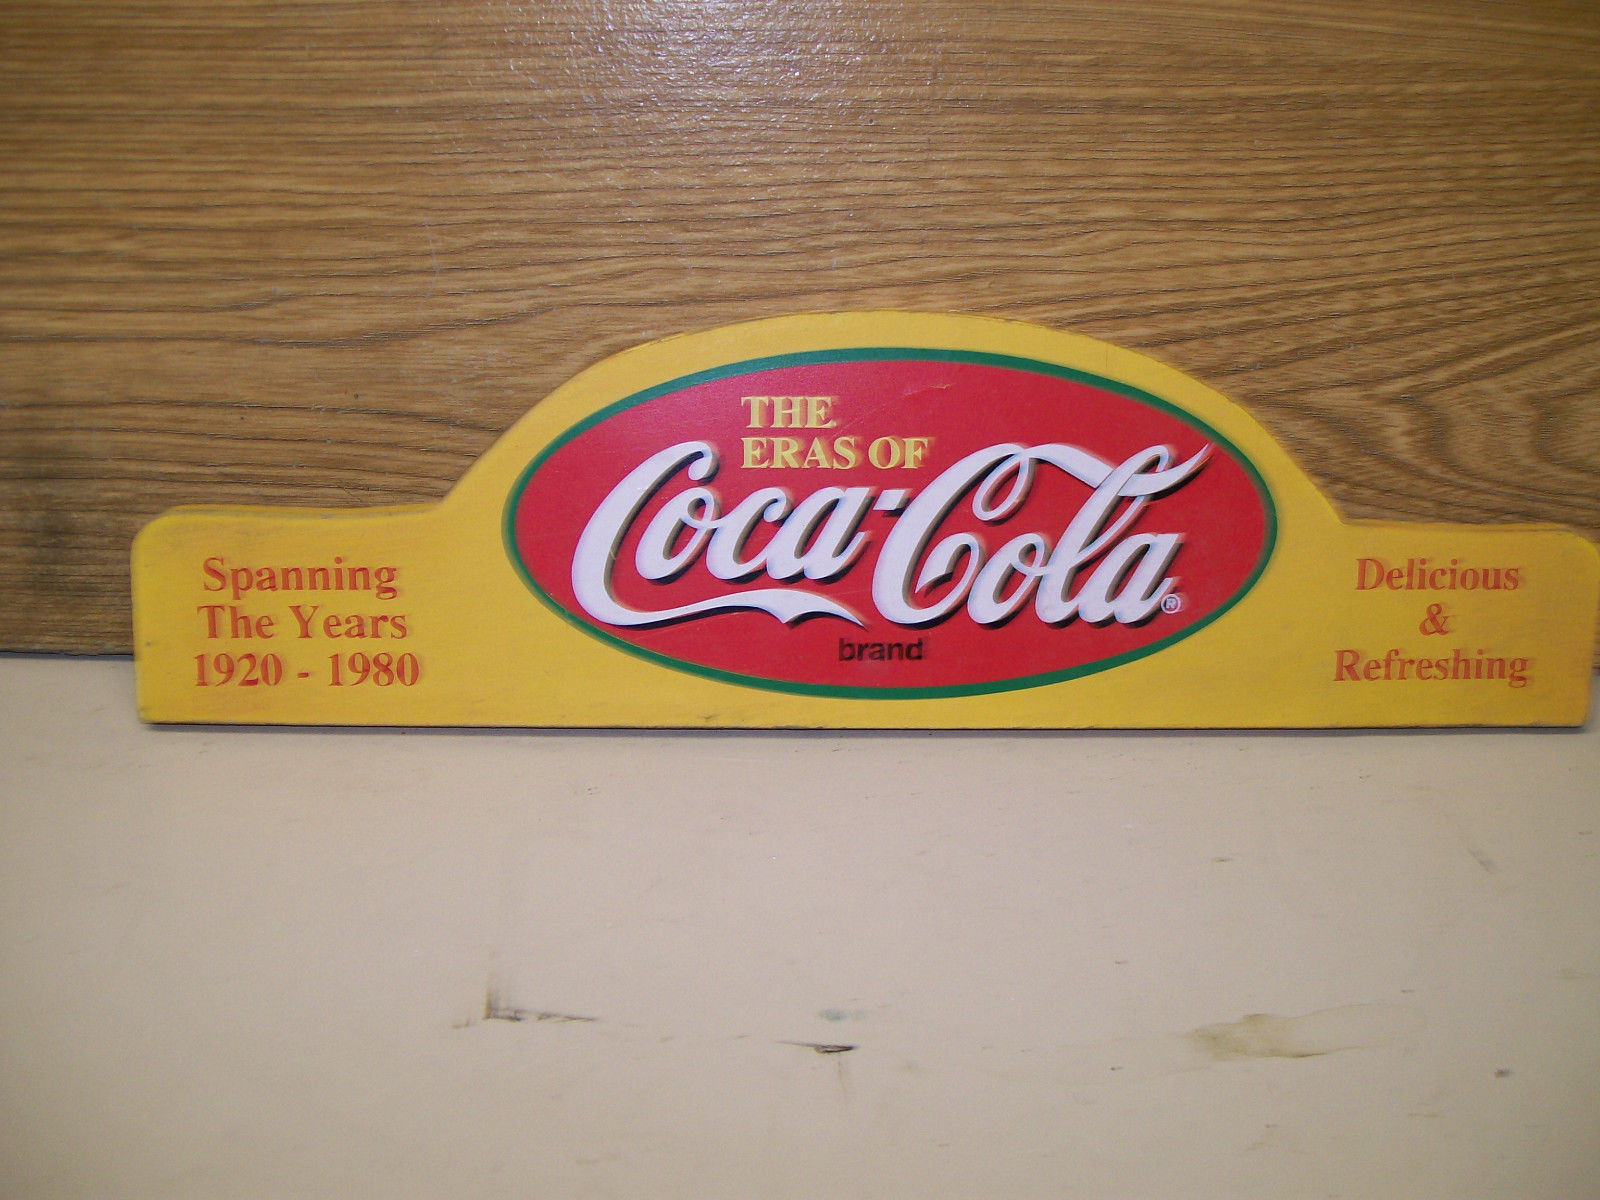 Spanning
The Years
1920 - 1980
THE
ERAS OF
Coca-Cola®
brand
Delicious
&
Refreshing